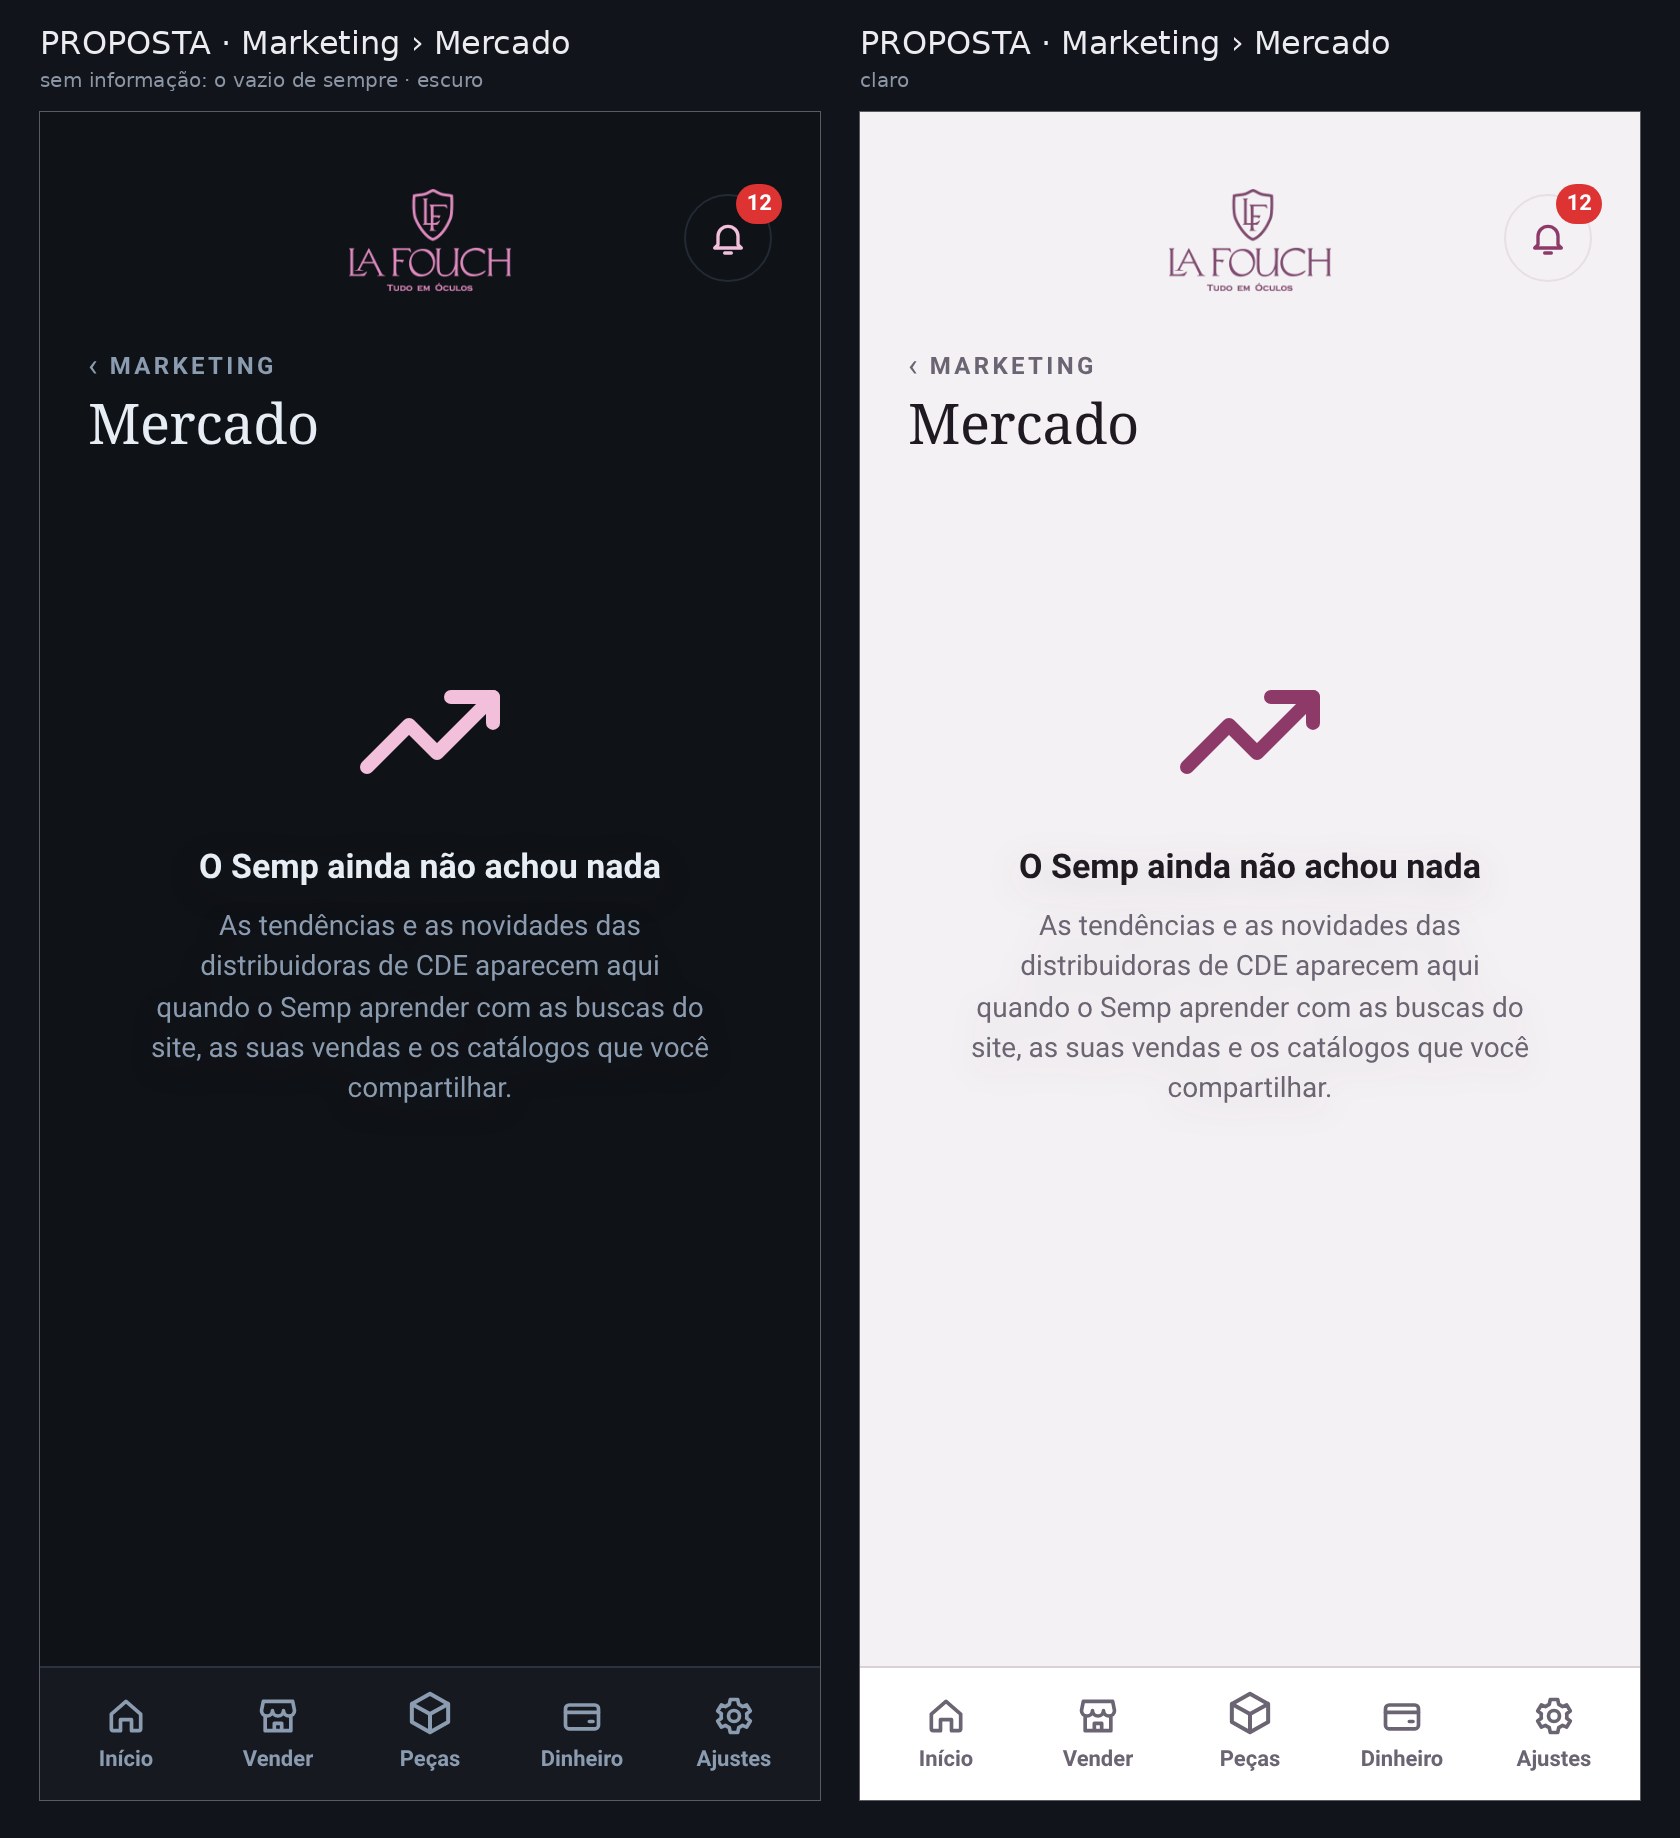 PROPOSTA · Marketing › Mercado
sem informação: o vazio de sempre · escuro
LF
LA FOUCH
TUDO EM ÓCULOS
12
‹ MARKETING
Mercado
O Semp ainda não achou nada
As tendências e as novidades das
distribuidoras de CDE aparecem aqui
quando o Semp aprender com as buscas do
site, as suas vendas e os catálogos que você
compartilhar.
Início
Vender
Peças
Dinheiro
Ajustes
PROPOSTA · Marketing › Mercado
claro
LF
LA FOUCH
TUDO EM ÓCULOS
12
‹ MARKETING
Mercado
O Semp ainda não achou nada
As tendências e as novidades das
distribuidoras de CDE aparecem aqui
quando o Semp aprender com as buscas do
site, as suas vendas e os catálogos que você
compartilhar.
Início
Vender
Peças
Dinheiro
Ajustes